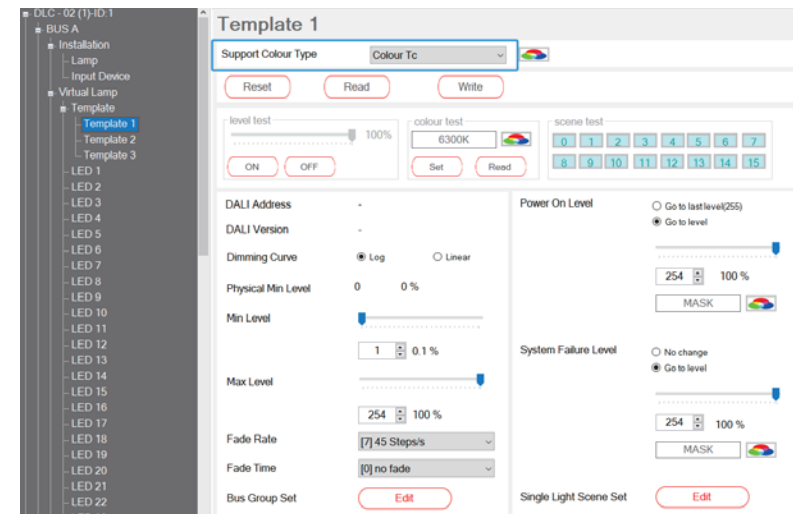 DLC - 02 (1)-ID:1
BUS A
Installation
Lamp
Input Device
Virtual Lamp
Template
Template 1
Template 2
Template 3
LED 1
LED 2
LED 3
LED 4
LED 5
LED 6
LED 7
LED 8
LED 9
LED 10
LED 11
LED 12
LED 13
LED 14
LED 15
LED 16
LED 17
LED 18
LED 19
LED 20
LED 21
LED 22
Template 1
Support Colour Type Colour Tc
Reset Read Write
level test colour test scene test
100% 6300K 0 1 2 3 4 5 6 7
ON OFF Set Read 8 9 10 11 12 13 14 15
DALI Address -
DALI Version -
Dimming Curve Log Linear
Physical Min Level 0 0 %
Min Level
1 0.1 %
Max Level
254 100 %
Fade Rate [7] 45 Steps/s
Fade Time [0] no fade
Bus Group Set Edit
Power On Level Go to last level(255)
Go to level
254 100 %
MASK
System Failure Level No change
Go to level
254 100 %
MASK
Single Light Scene Set Edit